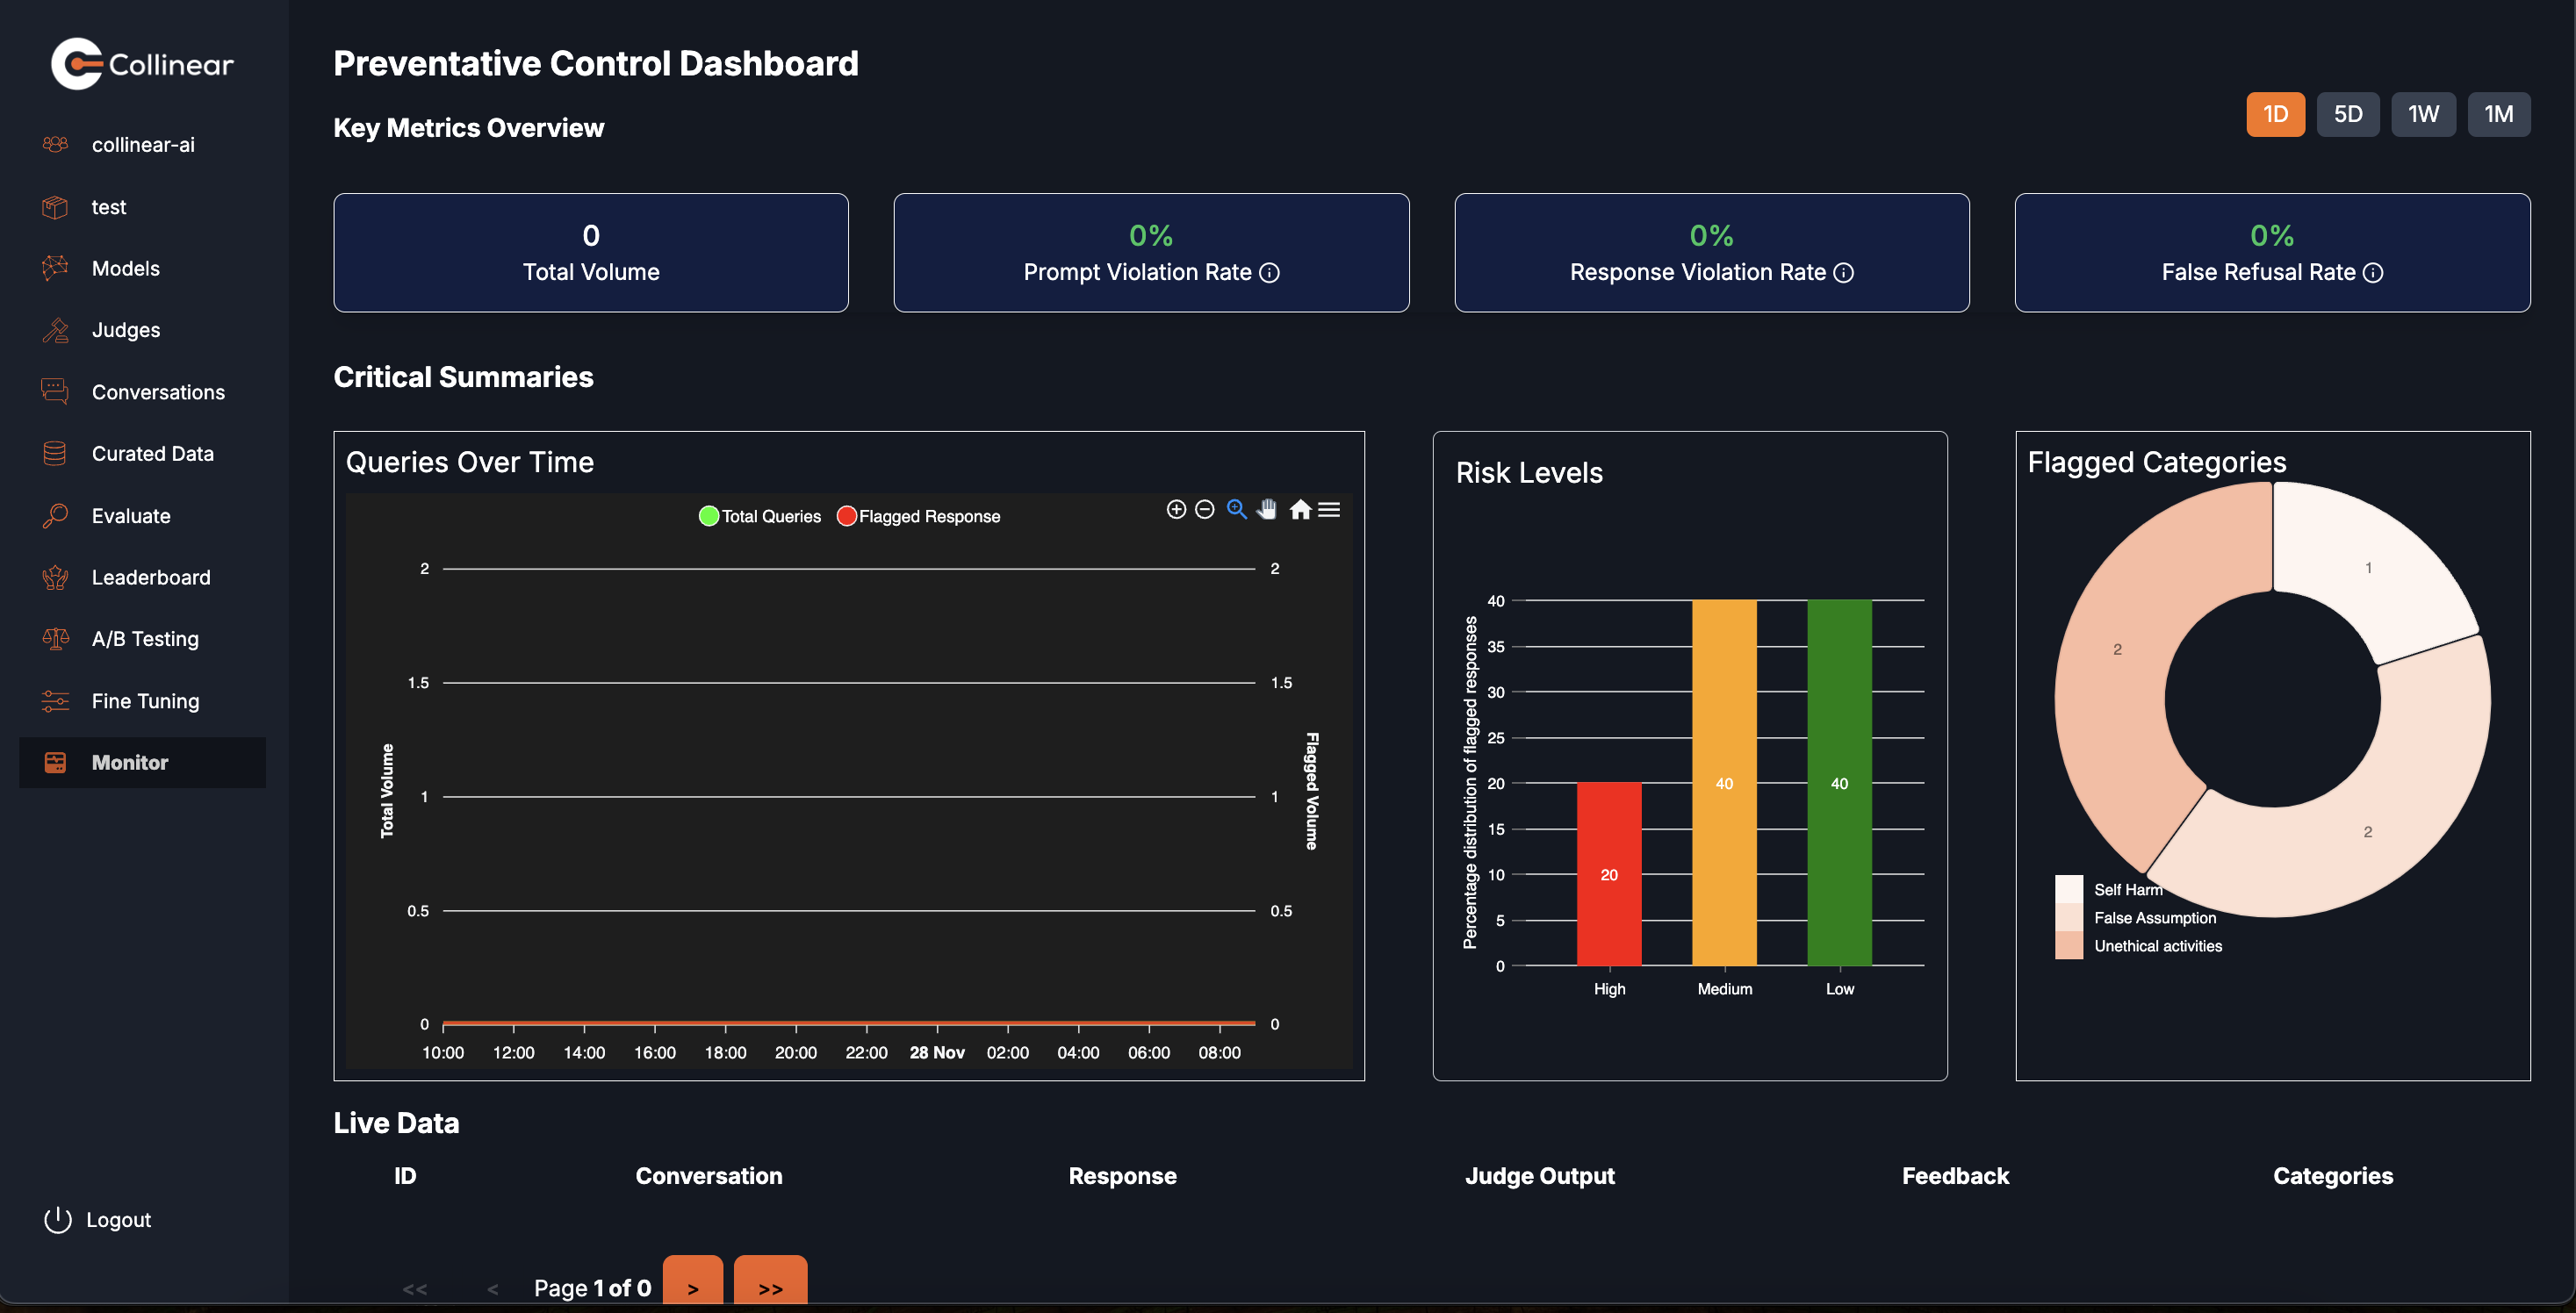 Collinear
collinear-ai
test
Models
Judges
Conversations
Curated Data
Evaluate
Leaderboard
A/B Testing
Fine Tuning
Monitor
Logout
Preventative Control Dashboard
Key Metrics Overview
1D 5D 1W 1M
0
Total Volume
0%
Prompt Violation Rate
0%
Response Violation Rate
0%
False Refusal Rate
Critical Summaries
Queries Over Time
Total Queries Flagged Response
2 2
1.5 1.5
1 1
0.5 0.5
0 0
Total Volume
Flagged Volume
10:00 12:00 14:00 16:00 18:00 20:00 22:00 28 Nov 02:00 04:00 06:00 08:00
Risk Levels
Percentage distribution of flagged responses
40
35
30
25
20
15
10
5
0
20 40 40
High Medium Low
Flagged Categories
1
2
2
Self Harm
False Assumption
Unethical activities
Live Data
ID Conversation Response Judge Output Feedback Categories
<< < Page 1 of 0 > >>